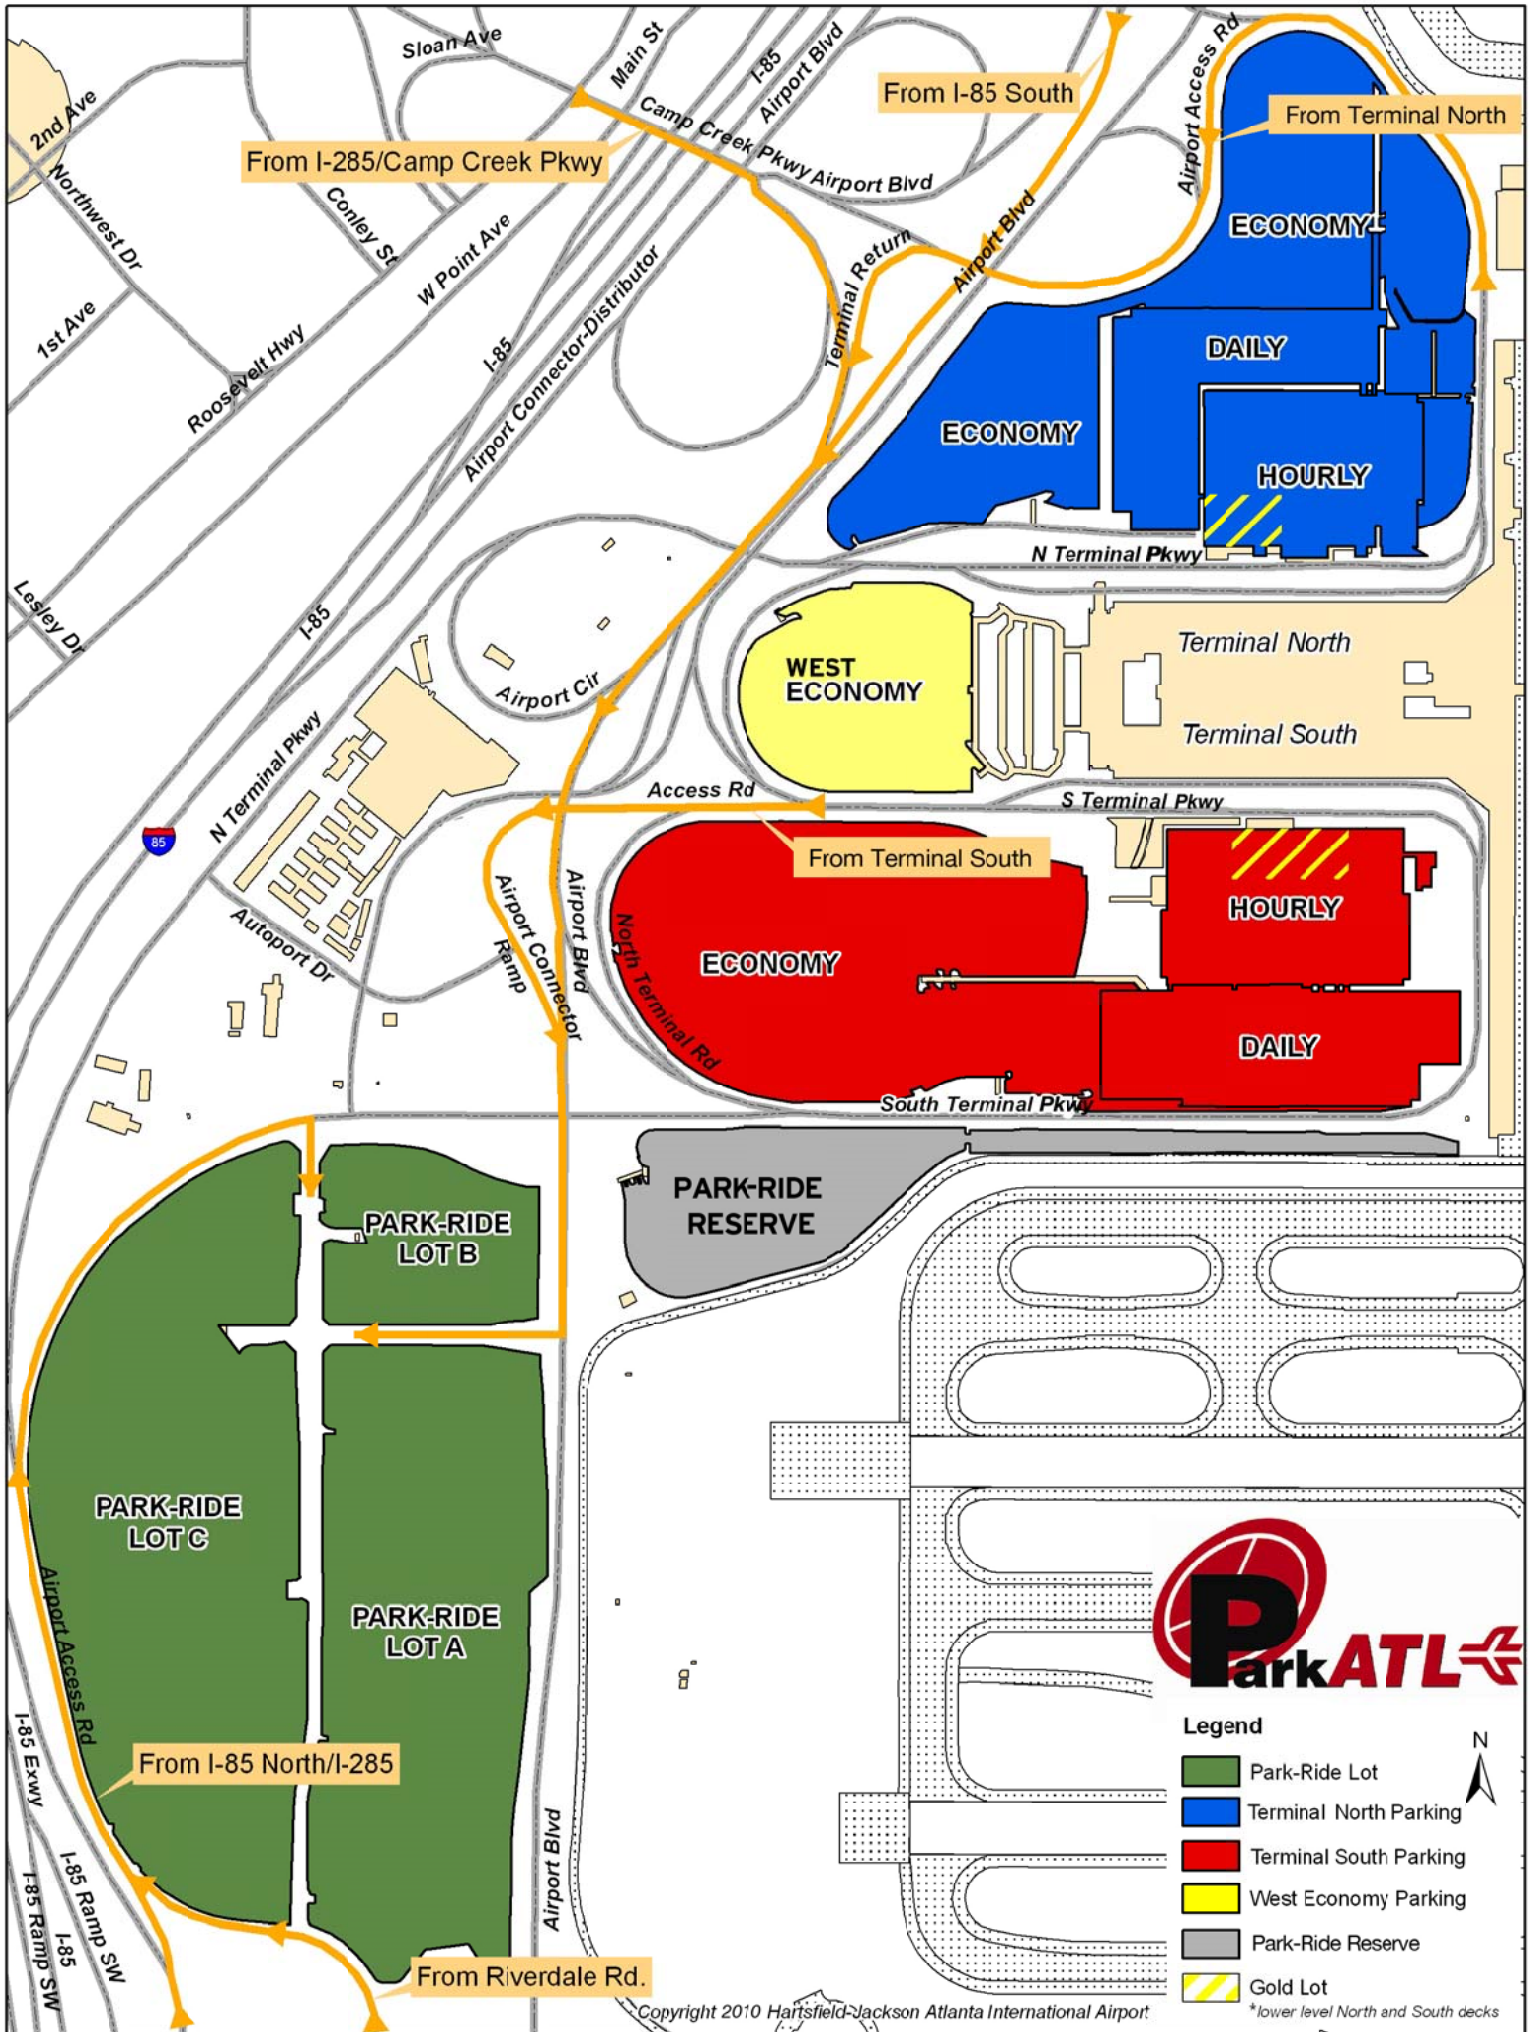 Sloan Ave
Main St
I-85
Airport Blvd
From I-85 South
Airport Access Rd
From Terminal North
2nd Ave
From I-285/Camp Creek Pkwy
Camp Creek Pkwy
Airport Blvd
Northwest Dr
Conley St
W Point Ave
Terminal Return
Airport Blvd
ECONOMY
1st Ave
Roosevelt Hwy
I-85
Airport Connector-Distributor
DAILY
ECONOMY
HOURLY
N Terminal Pkwy
Lesley Dr
I-85
Airport Cir
WEST
ECONOMY
Terminal North
Terminal South
N Terminal Pkwy
Access Rd
S Terminal Pkwy
85
From Terminal South
Autoport Dr
Airport Connector
Ramp
Airport Blvd
North Terminal Rd
ECONOMY
HOURLY
DAILY
South Terminal Pkwy
PARK-RIDE
RESERVE
PARK-RIDE
LOT B
PARK-RIDE
LOT C
PARK-RIDE
LOT A
Airport Access Rd
From I-85 North/I-285
I-85 Exwy
I-85 Ramp SW
I-85
I-85 Ramp SW
Airport Blvd
From Riverdale Rd.
ParkATL
Legend
N
Park-Ride Lot
Terminal North Parking
Terminal South Parking
West Economy Parking
Park-Ride Reserve
Gold Lot
*lower level North and South decks
Copyright 2010 Hartsfield-Jackson Atlanta International Airport